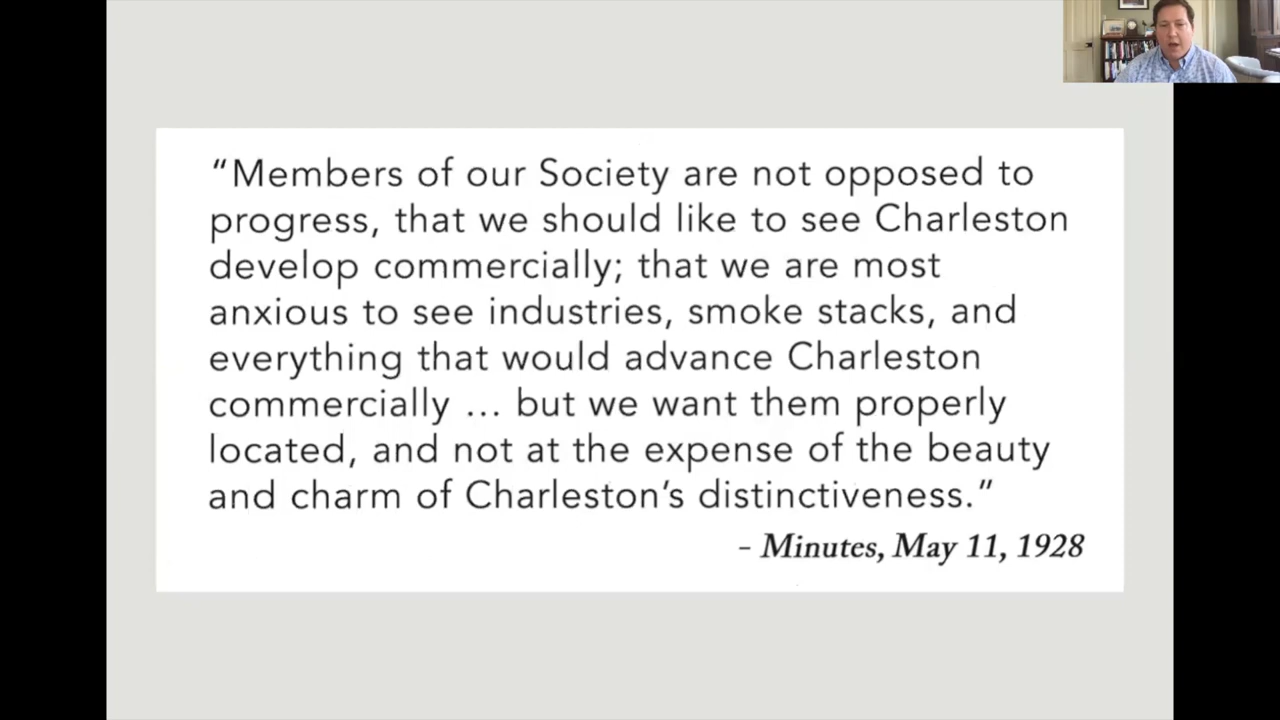 “Members of our Society are not opposed to
progress, that we should like to see Charleston
develop commercially; that we are most
anxious to see industries, smoke stacks, and
everything that would advance Charleston
commercially … but we want them properly
located, and not at the expense of the beauty
and charm of Charleston’s distinctiveness.”
– Minutes, May 11, 1928